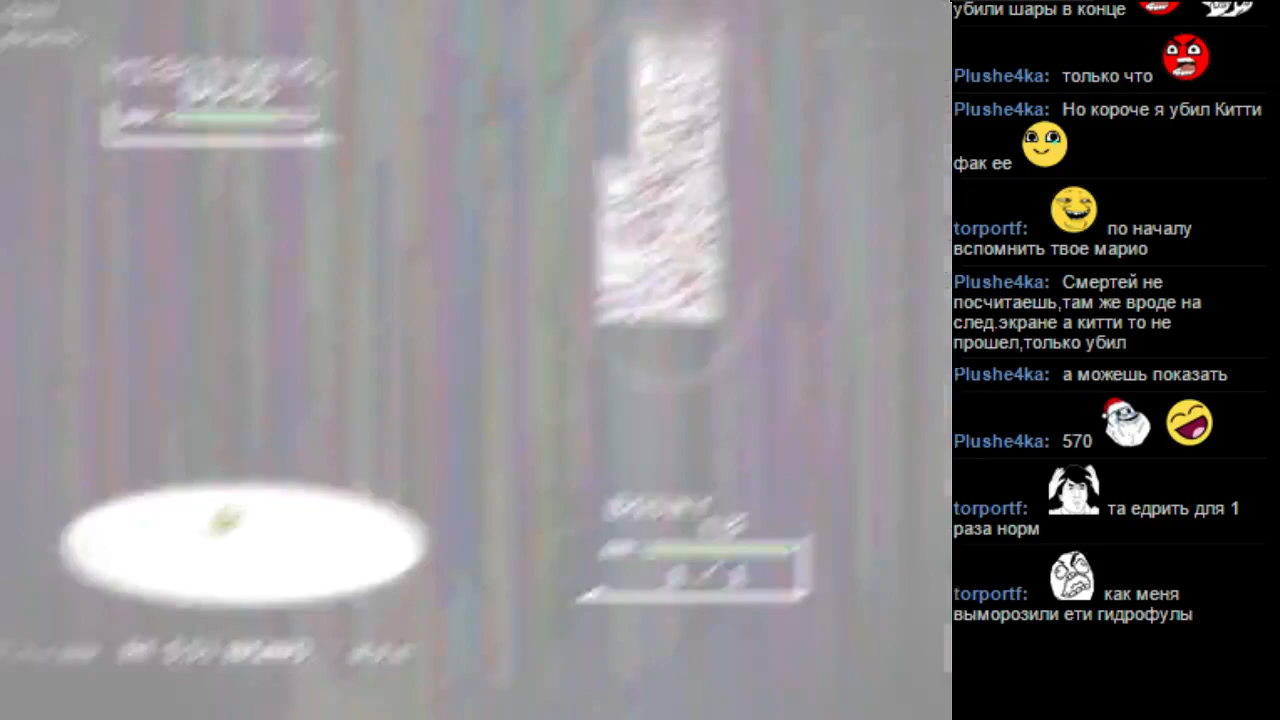 убили шары в конце
Plushe4ka: только что
Plushe4ka: Но короче я убил Китти
фак ее
torportf: по началу
вспомнить твое марио
Plushe4ka: Смертей не
посчитаешь,там же вроде на
след.экране а китти то не
прошел,только убил
Plushe4ka: а можешь показать
Plushe4ka: 570
torportf: та едрить для 1
раза норм
torportf: как меня
выморозили ети гидрофулы